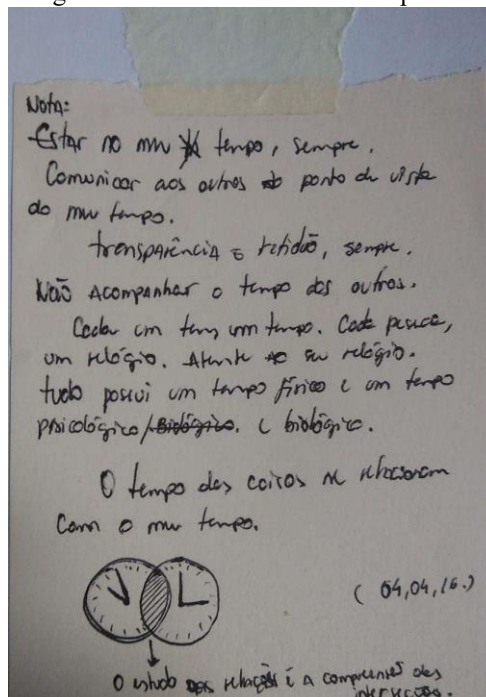 Nota:
Estar no meu tempo, sempre.
Comunicar aos outros ponto de vista
do meu tempo.
transparência e retidão, sempre.
Não acompanhar o tempo dos outros.
Cada um tem um tempo. Cada pessoa,
um relógio. Atente ao seu relógio.
tudo possui um tempo físico e um tempo
psicológico/biológico. e biológico.
O tempo das coisas se relacionam
com o meu tempo.
(04,04,16.)
O estudo das relações é a compreensão das
intersecções.